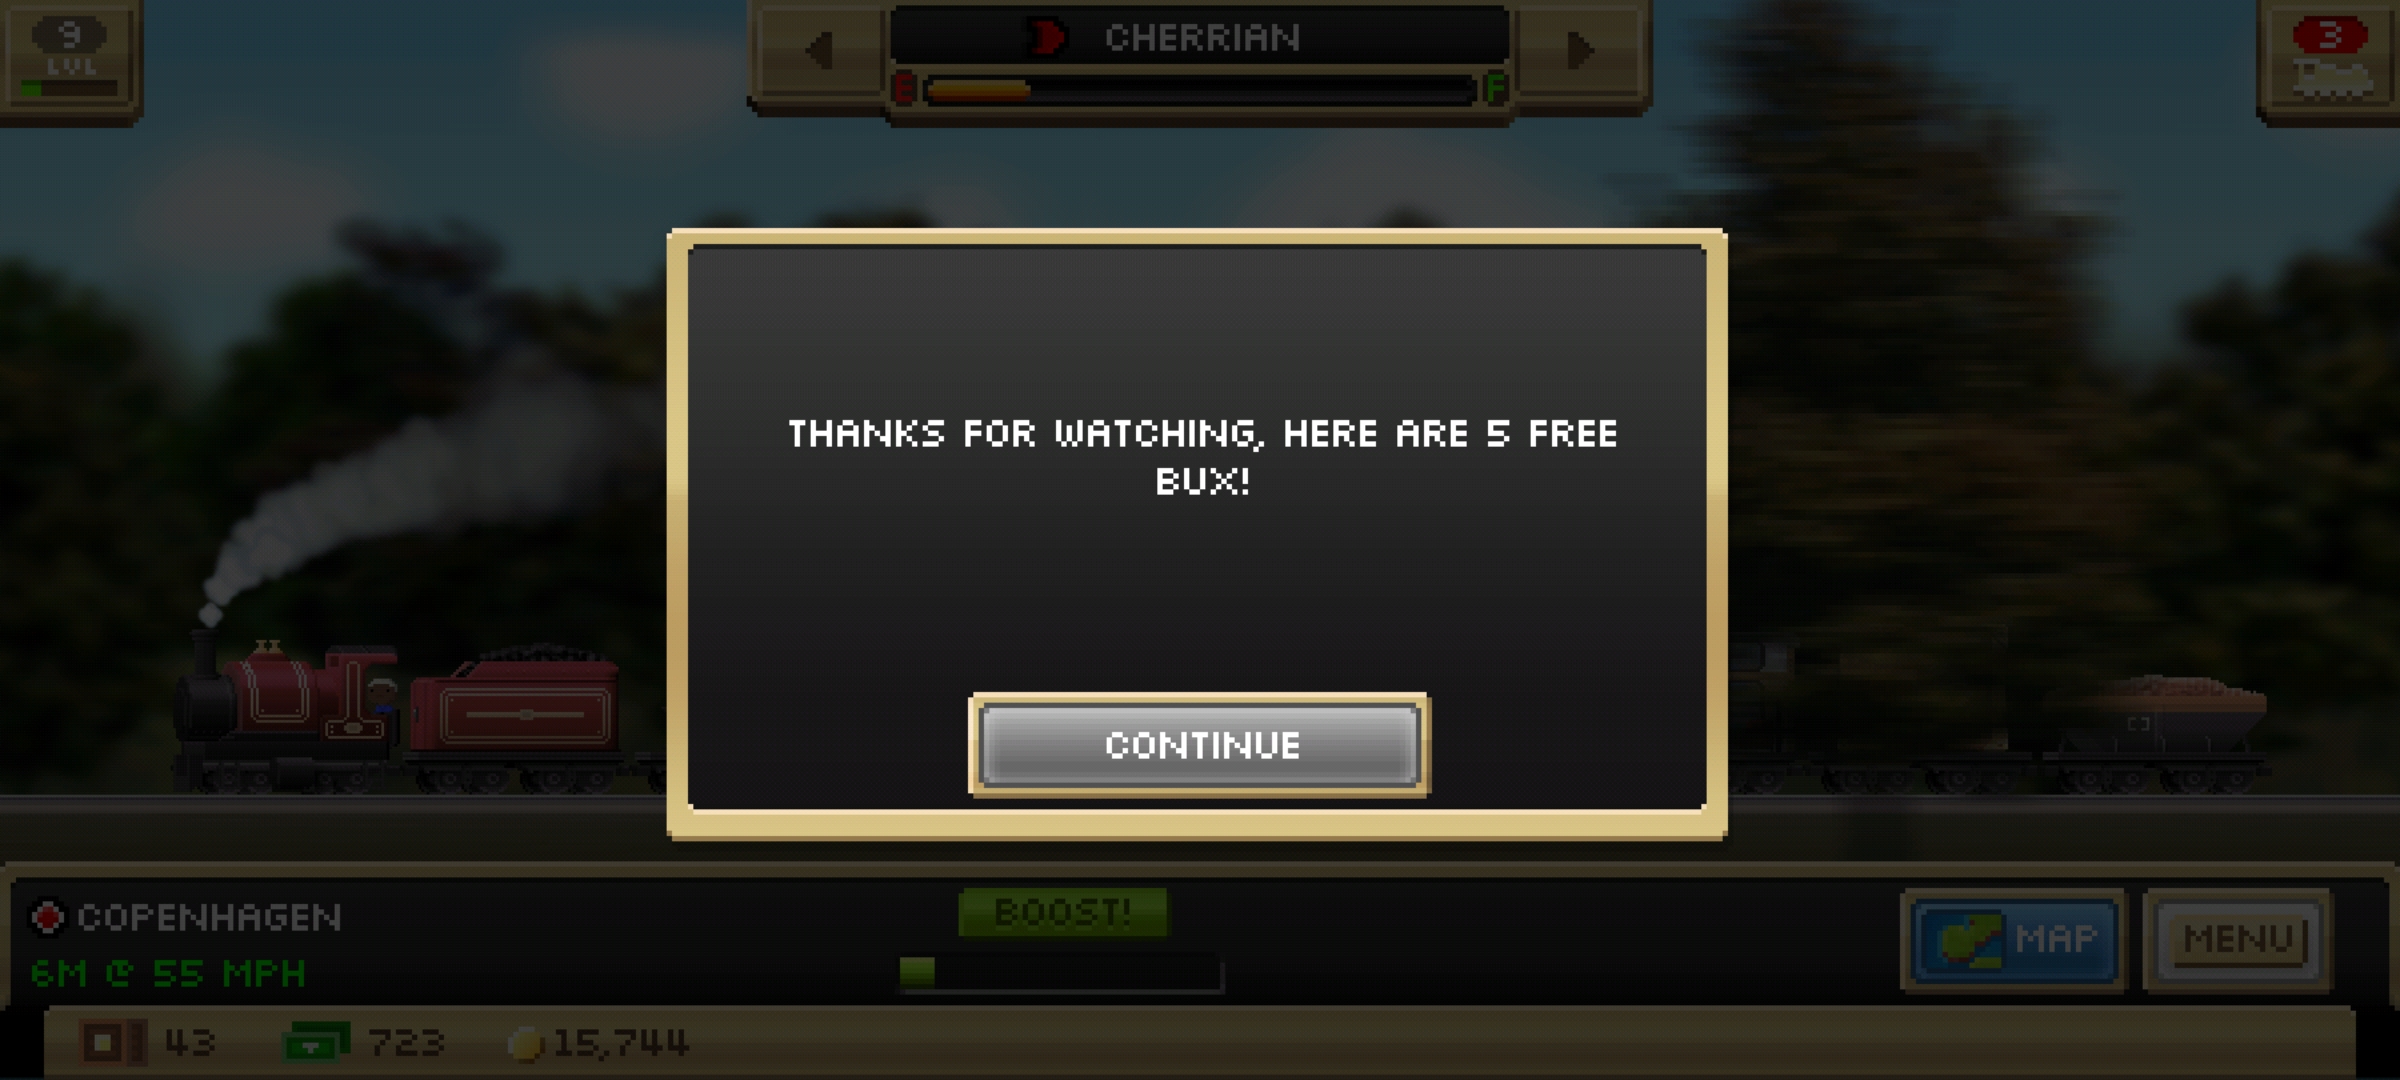 9
LVL
CHERRIAN
E
F
3
THANKS FOR WATCHING, HERE ARE 5 FREE
BUX!
CONTINUE
COPENHAGEN
6M @ 55 MPH
BOOST!
MAP
MENU
43
723
15,744